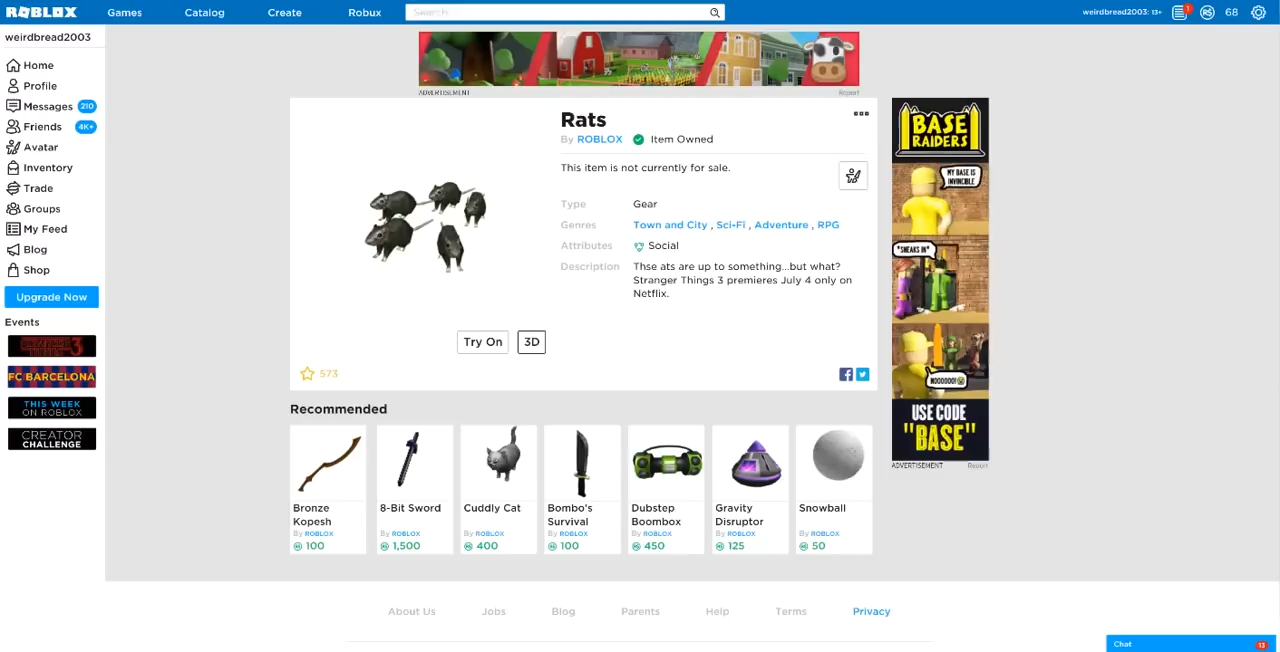 ROBLOX Games Catalog Create Robux Search weirdbread2003: 13+ 1 68
weirdbread2003
Home
Profile
Messages 210
Friends 4K+
Avatar
Inventory
Trade
Groups
My Feed
Blog
Shop
Upgrade Now
Events
3
FC BARCELONA
THIS WEEK
ON ROBLOX
CREATOR
CHALLENGE
ADVERTISEMENT Report
Rats
By ROBLOX Item Owned
This item is not currently for sale.
Type Gear
Genres Town and City , Sci-Fi , Adventure , RPG
Attributes Social
Description Thse ats are up to something...but what?
Stranger Things 3 premieres July 4 only on
Netflix.
Try On 3D
573
BASE
RAIDERS
MY BASE IS
INVINCIBLE
*SNEAKS IN*
NOOOOOO!
USE CODE
"BASE"
ADVERTISEMENT Report
Recommended
Bronze
Kopesh
By ROBLOX
100
8-Bit Sword
By ROBLOX
1,500
Cuddly Cat
By ROBLOX
400
Bombo's
Survival
By ROBLOX
100
Dubstep
Boombox
By ROBLOX
450
Gravity
Disruptor
By ROBLOX
125
Snowball
By ROBLOX
50
About Us Jobs Blog Parents Help Terms Privacy
Chat 13